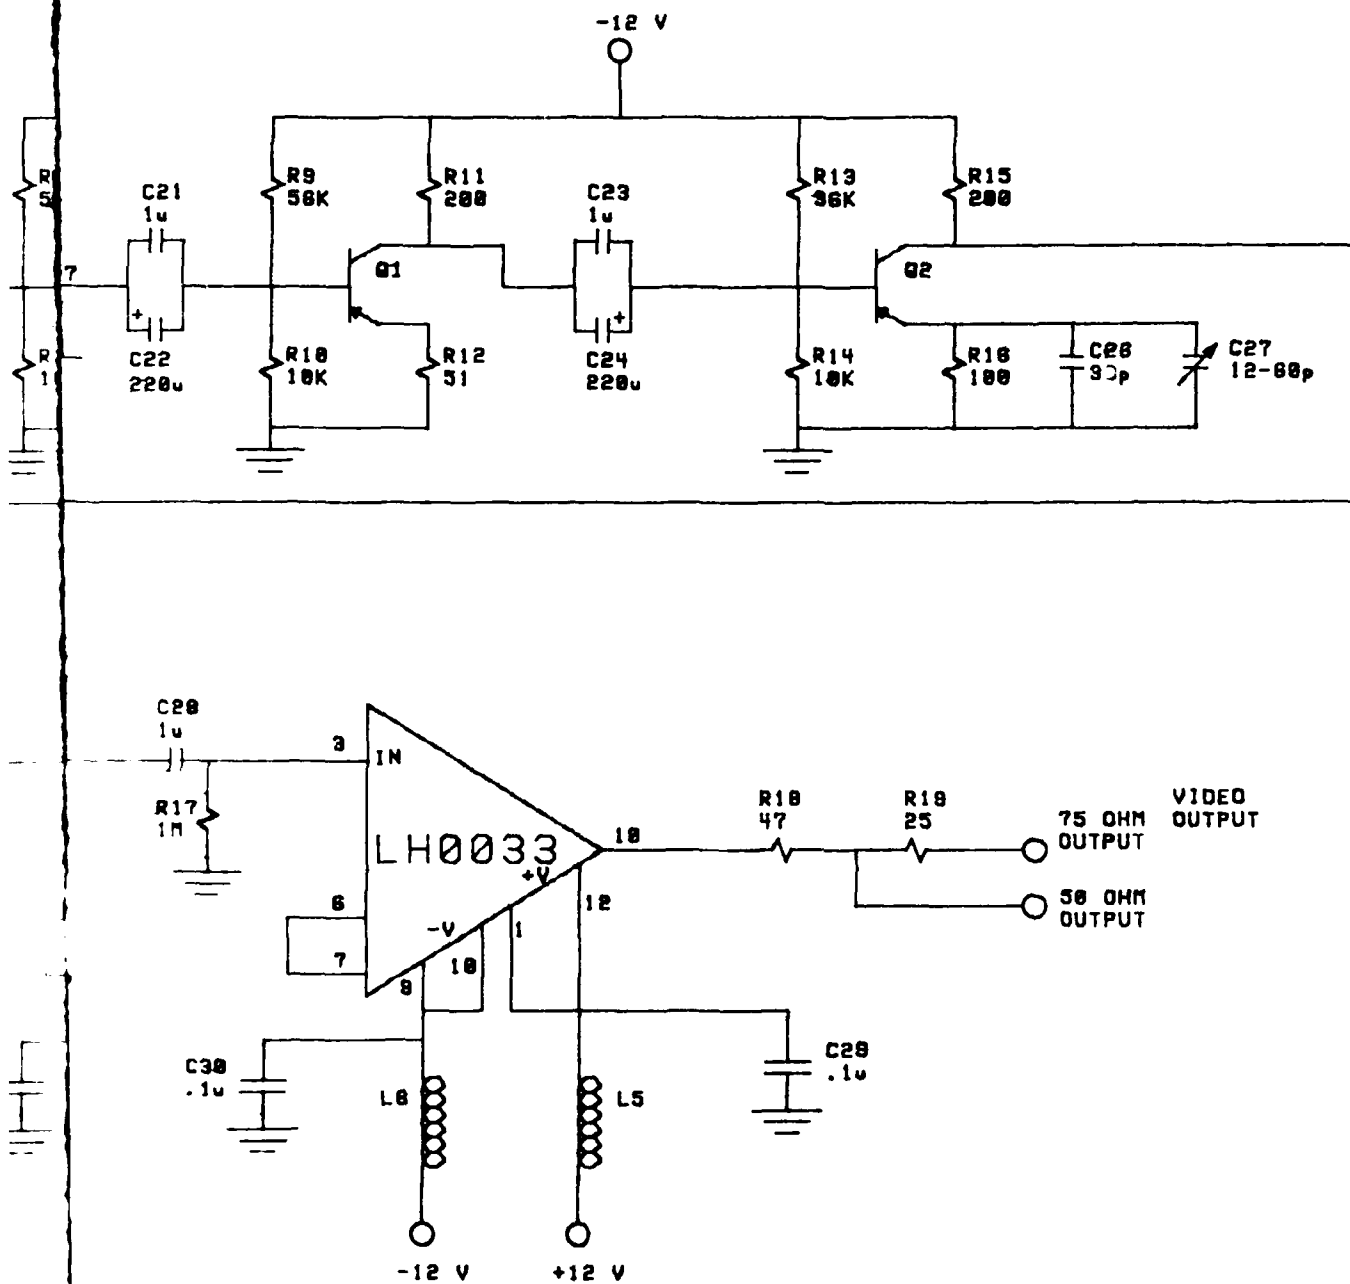 -12 V
R9
56K
R11
200
R13
36K
R15
200
C21
1u
C23
1u
7
Q1
Q2
+
+
C22
220u
R10
10K
R12
51
C24
220u
R14
10K
R16
100
C26
C27
12-60p
C28
1u
3
IN
R17
1M
LH0033
+V
-V
10
12
1
10
9
6
7
R18
47
R19
25
75 OHM
OUTPUT
VIDEO
OUTPUT
50 OHM
OUTPUT
C30
.1u
C29
.1u
L6
L5
-12 V
+12 V